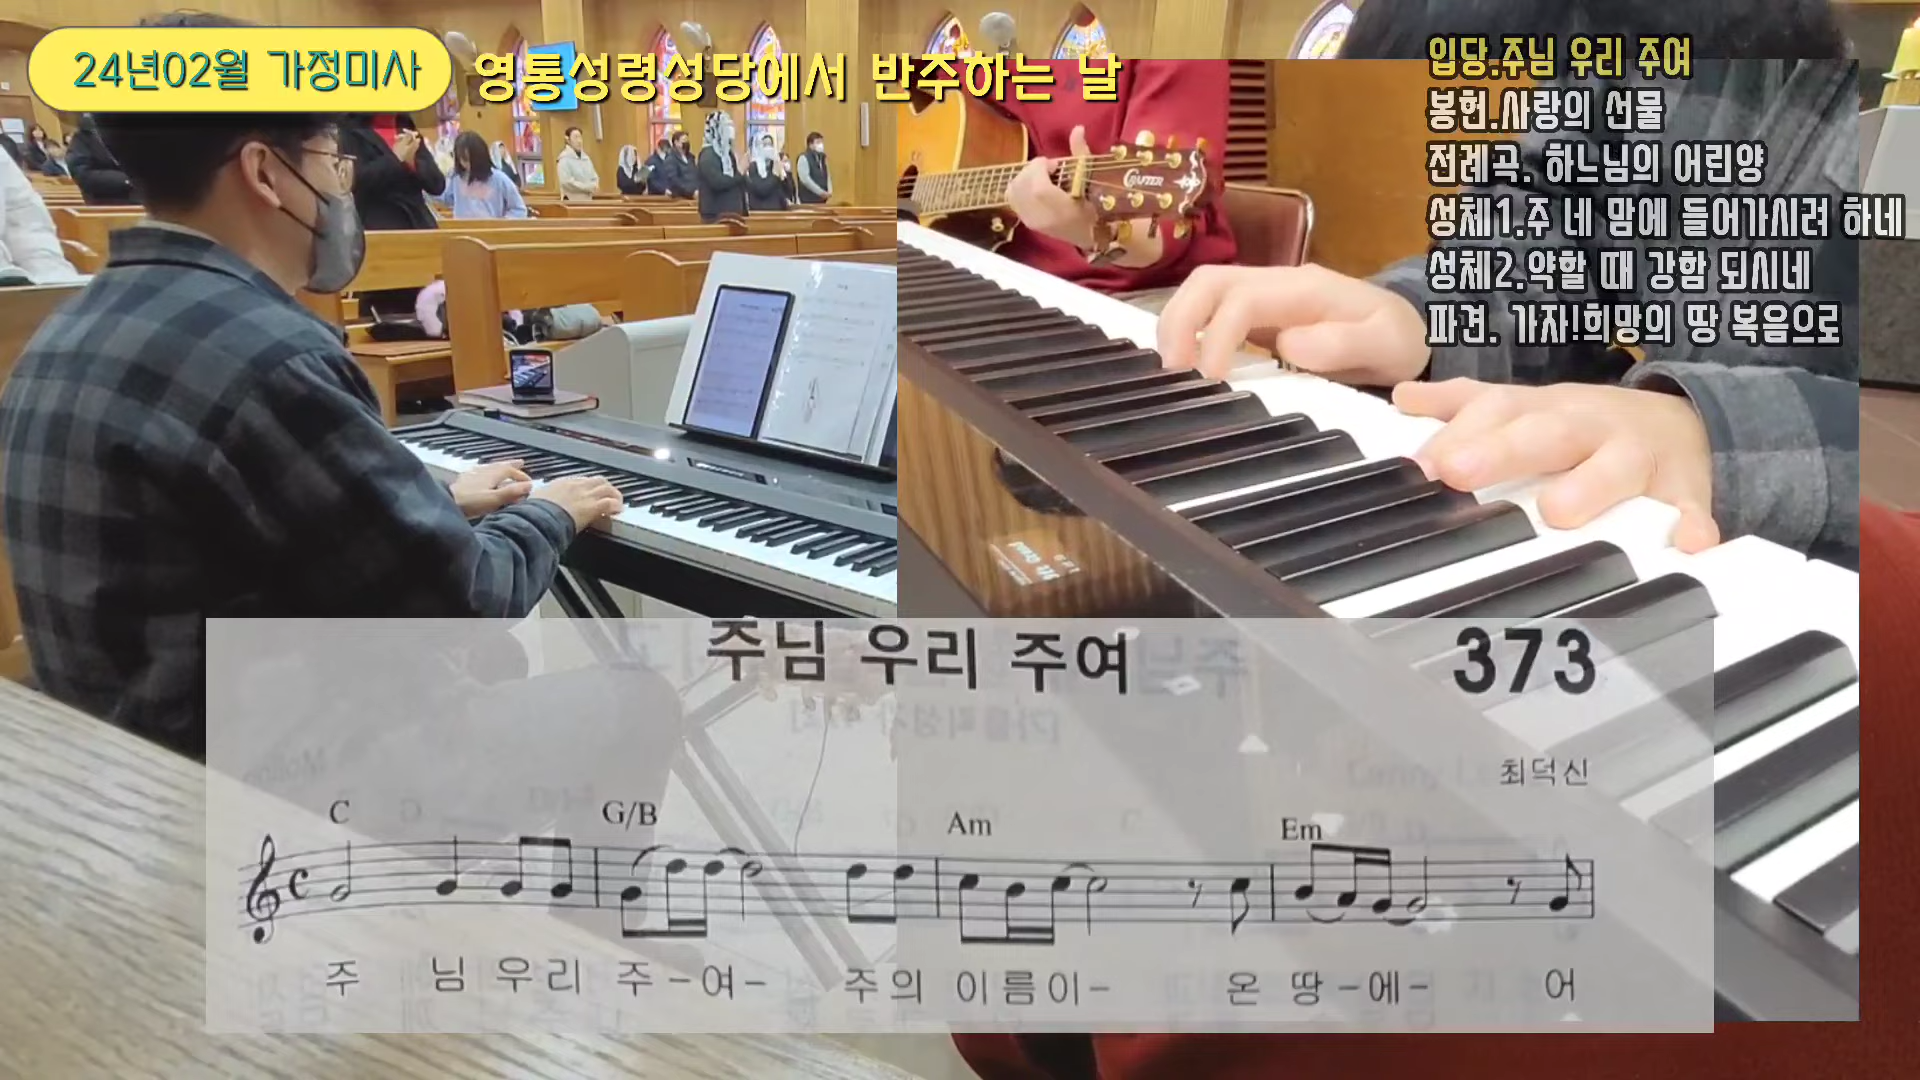 24년02월 가정미사
영통성령성당에서 반주하는 날
입당.주님 우리 주여
봉헌.사랑의 선물
전례곡. 하느님의 어린양
성체1.주 네 맘에 들어가시려 하네
성체2.약할 때 강함 되시네
파견. 가자!희망의 땅 복음으로
CRAFTER
주님 우리 주여
373
최덕신
C G/B Am Em
주 님 우리 주-여- 주의 이름이- 온 땅-에- 어